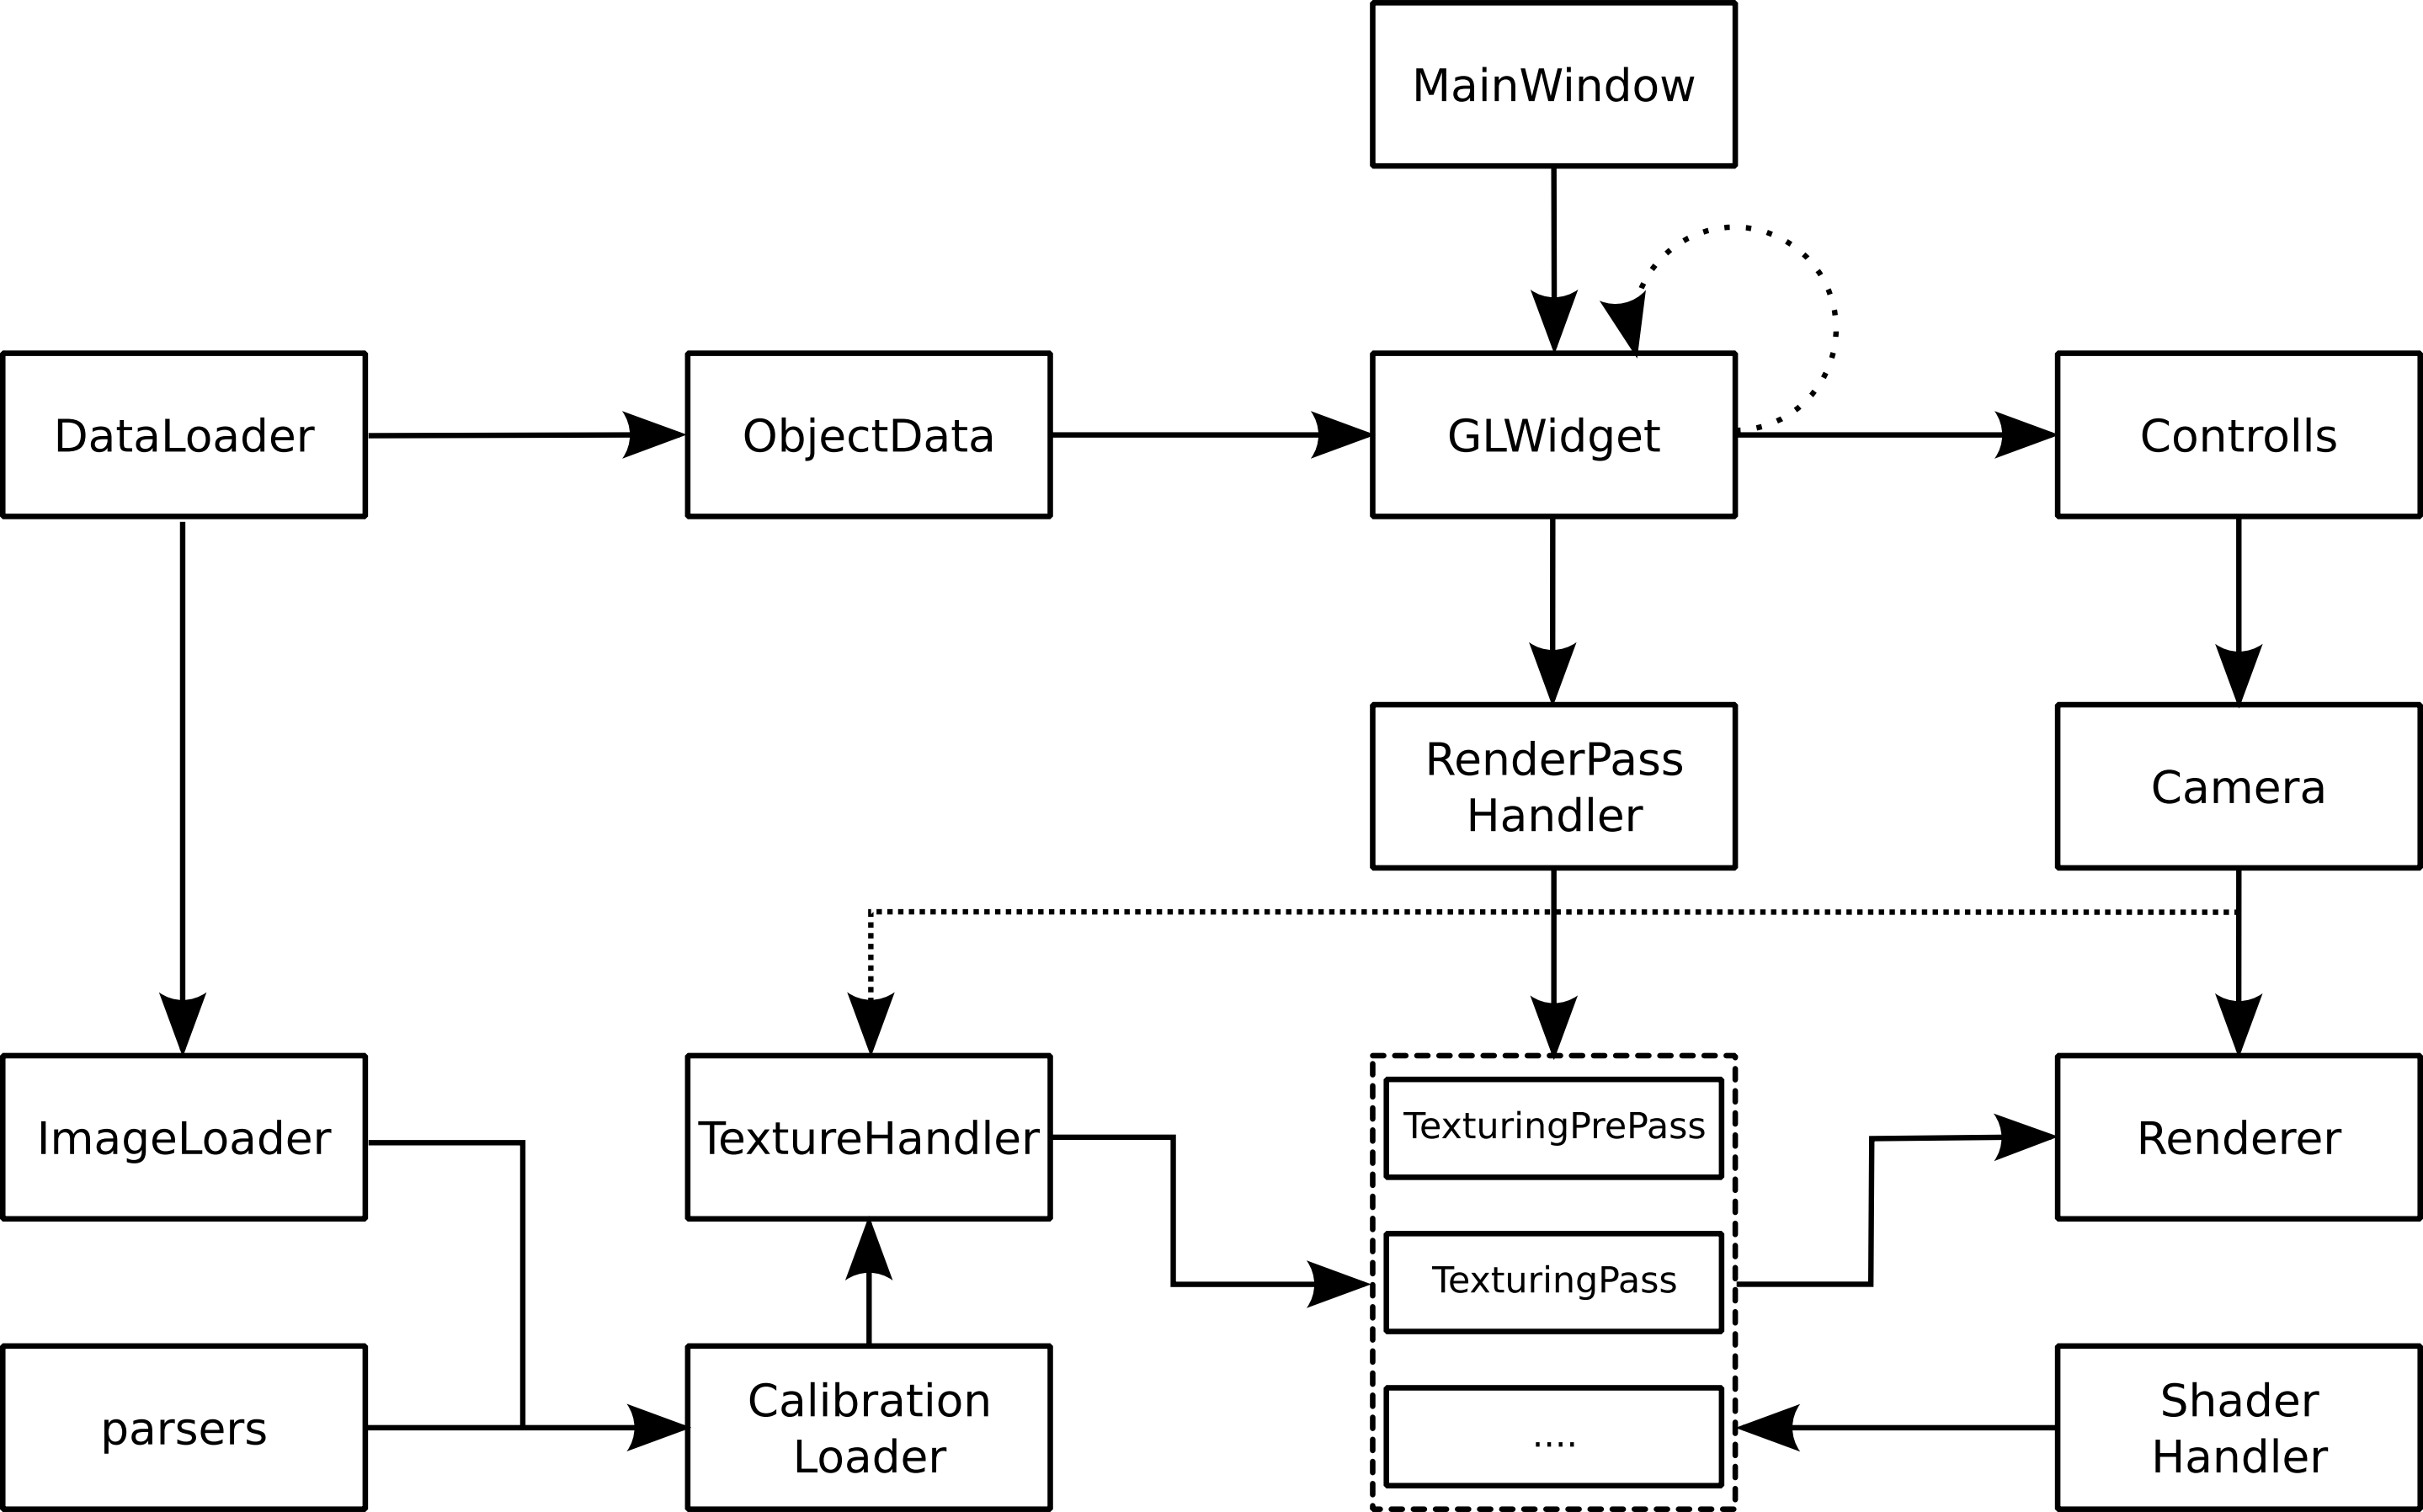 MainWindow
DataLoader
ObjectData
GLWidget
Controlls
RenderPass
Handler
Camera
ImageLoader
TextureHandler
TexturingPrePass
Renderer
TexturingPass
parsers
Calibration
Loader
....
Shader
Handler